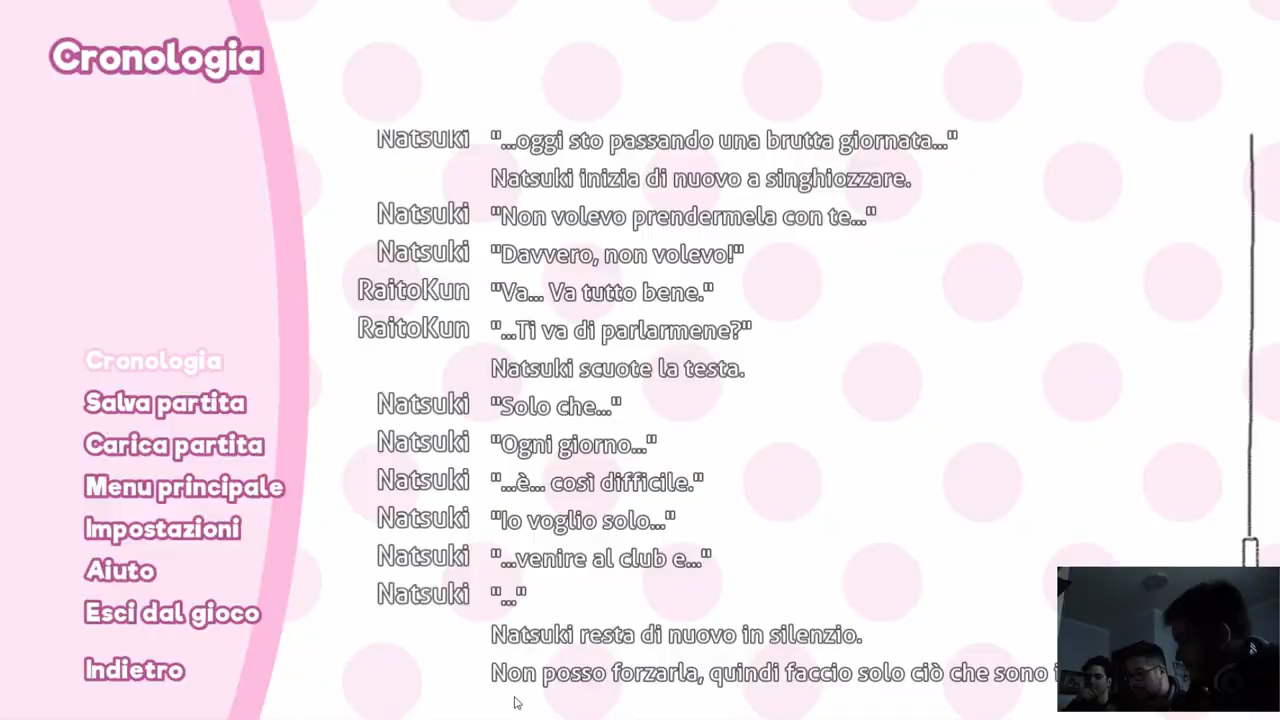 Cronologia
Natsuki "...oggi sto passando una brutta giornata..."
Natsuki inizia di nuovo a singhiozzare.
Natsuki "Non volevo prendermela con te..."
Natsuki "Davvero, non volevo!"
RaitoKun "Va... Va tutto bene."
RaitoKun "...Ti va di parlarmene?"
Natsuki scuote la testa.
Natsuki "Solo che..."
Natsuki "Ogni giorno..."
Natsuki "...è... così difficile."
Natsuki "Io voglio solo..."
Natsuki "...venire al club e..."
Natsuki "..."
Natsuki resta di nuovo in silenzio.
Non posso forzarla, quindi faccio solo ciò che sono
Cronologia
Salva partita
Carica partita
Menu principale
Impostazioni
Aiuto
Esci dal gioco
Indietro